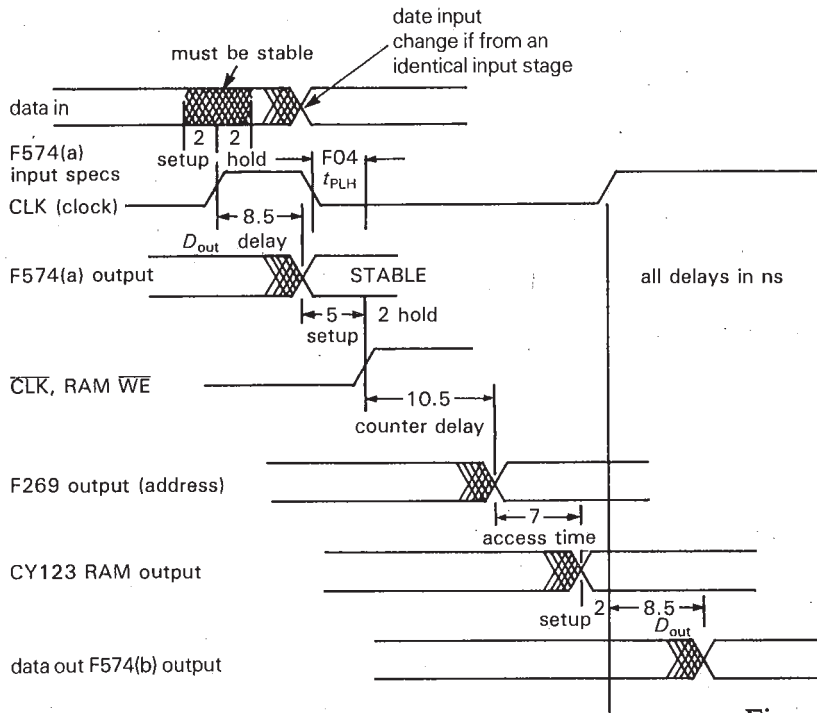 date input
change if from an
identical input stage
must be stable
data in
2 2
setup hold
F04
tPLH
F574(a)
input specs
CLK (clock)
8.5
Dout delay
F574(a) output
STABLE
all delays in ns
5 2 hold
setup
CLK, RAM WE
10.5
counter delay
F269 output (address)
7
access time
CY123 RAM output
setup 2 8.5
Dout
data out F574(b) output